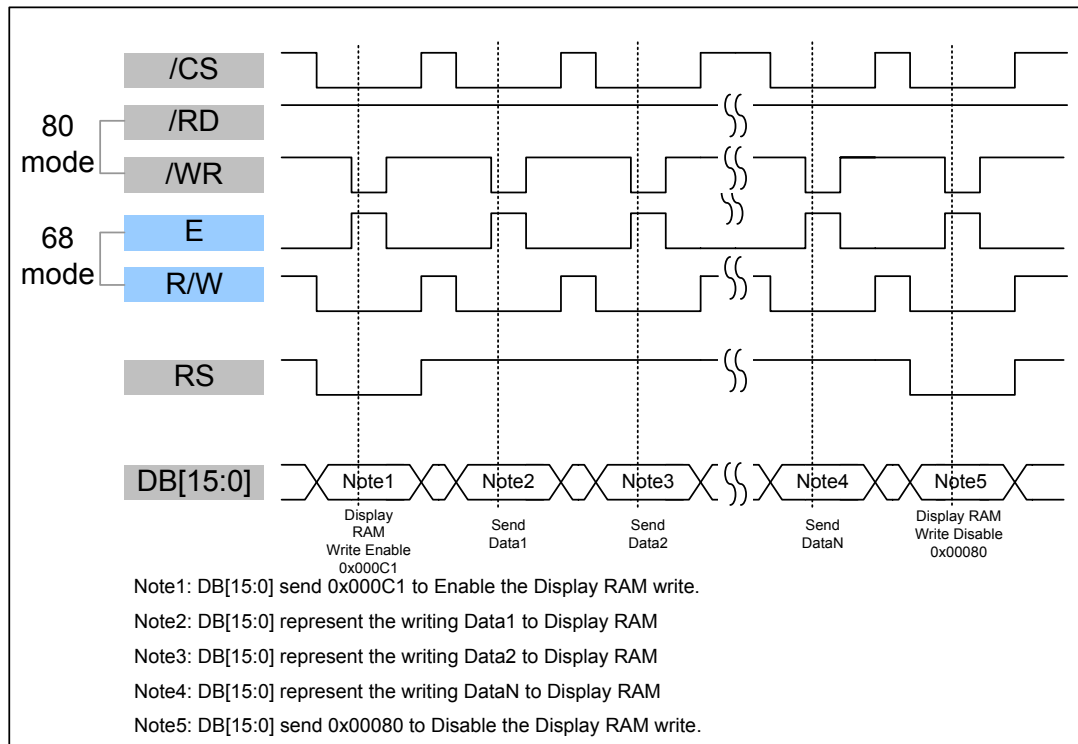 /CS
80
mode
/RD
/WR
68
mode
E
R/W
RS
DB[15:0]
Note1
Note2
Note3
Note4
Note5
Display
RAM
Write Enable
0x000C1
Send
Data1
Send
Data2
Send
DataN
Display RAM
Write Disable
0x00080
Note1: DB[15:0] send 0x000C1 to Enable the Display RAM write.
Note2: DB[15:0] represent the writing Data1 to Display RAM
Note3: DB[15:0] represent the writing Data2 to Display RAM
Note4: DB[15:0] represent the writing DataN to Display RAM
Note5: DB[15:0] send 0x00080 to Disable the Display RAM write.